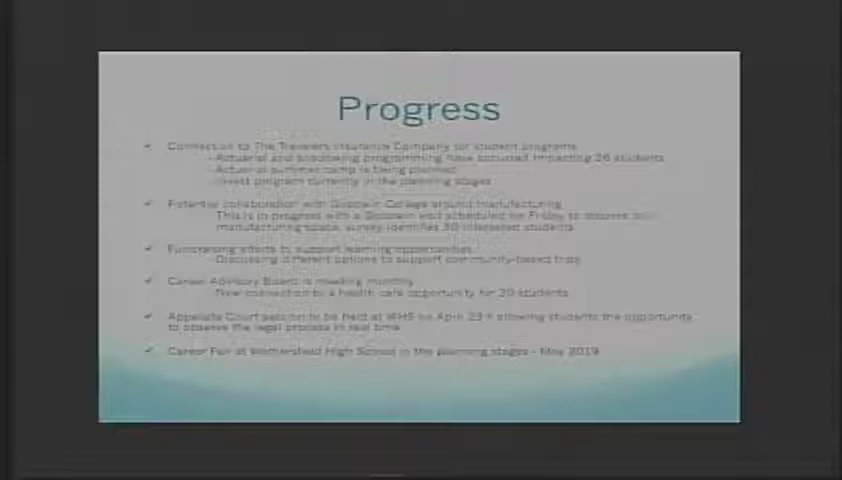 Progress
✓ Connection to The Travelers Insurance Company for student programs
- Actuarial and shadowing programming have occurred impacting 26 students
- Actuarial summer camp is being planned
- Invest program currently in the planning stages
✓ Potential collaboration with Goodwin College around manufacturing
This is in progress with a Goodwin visit scheduled for Friday to
manufacturing space, survey identifies 30 interested students
✓ Fundraising efforts to support learning opportunities
- Discussing different options to support community-based trips
✓ Career Advisory Board is meeting monthly
New connection to a health care opportunity for 20 students
✓ Appellate Court session to be held at WHS on April allowing students the opportunity
to observe the legal process in real time
✓ Career Fair at Wethersfield High School in the planning stages - May 2019